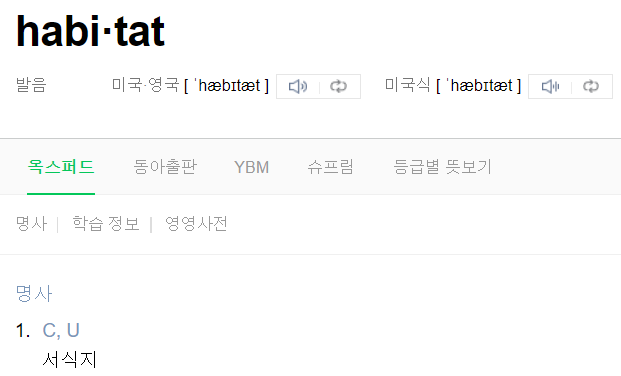 habi·tat
발음 미국·영국 [ ˈhæbɪtæt ] 미국식 [ ˈhæbɪtæt ]
옥스퍼드 동아출판 YBM 슈프림 등급별 뜻보기
명사 | 학습 정보 | 영영사전
명사
1. C, U
서식지